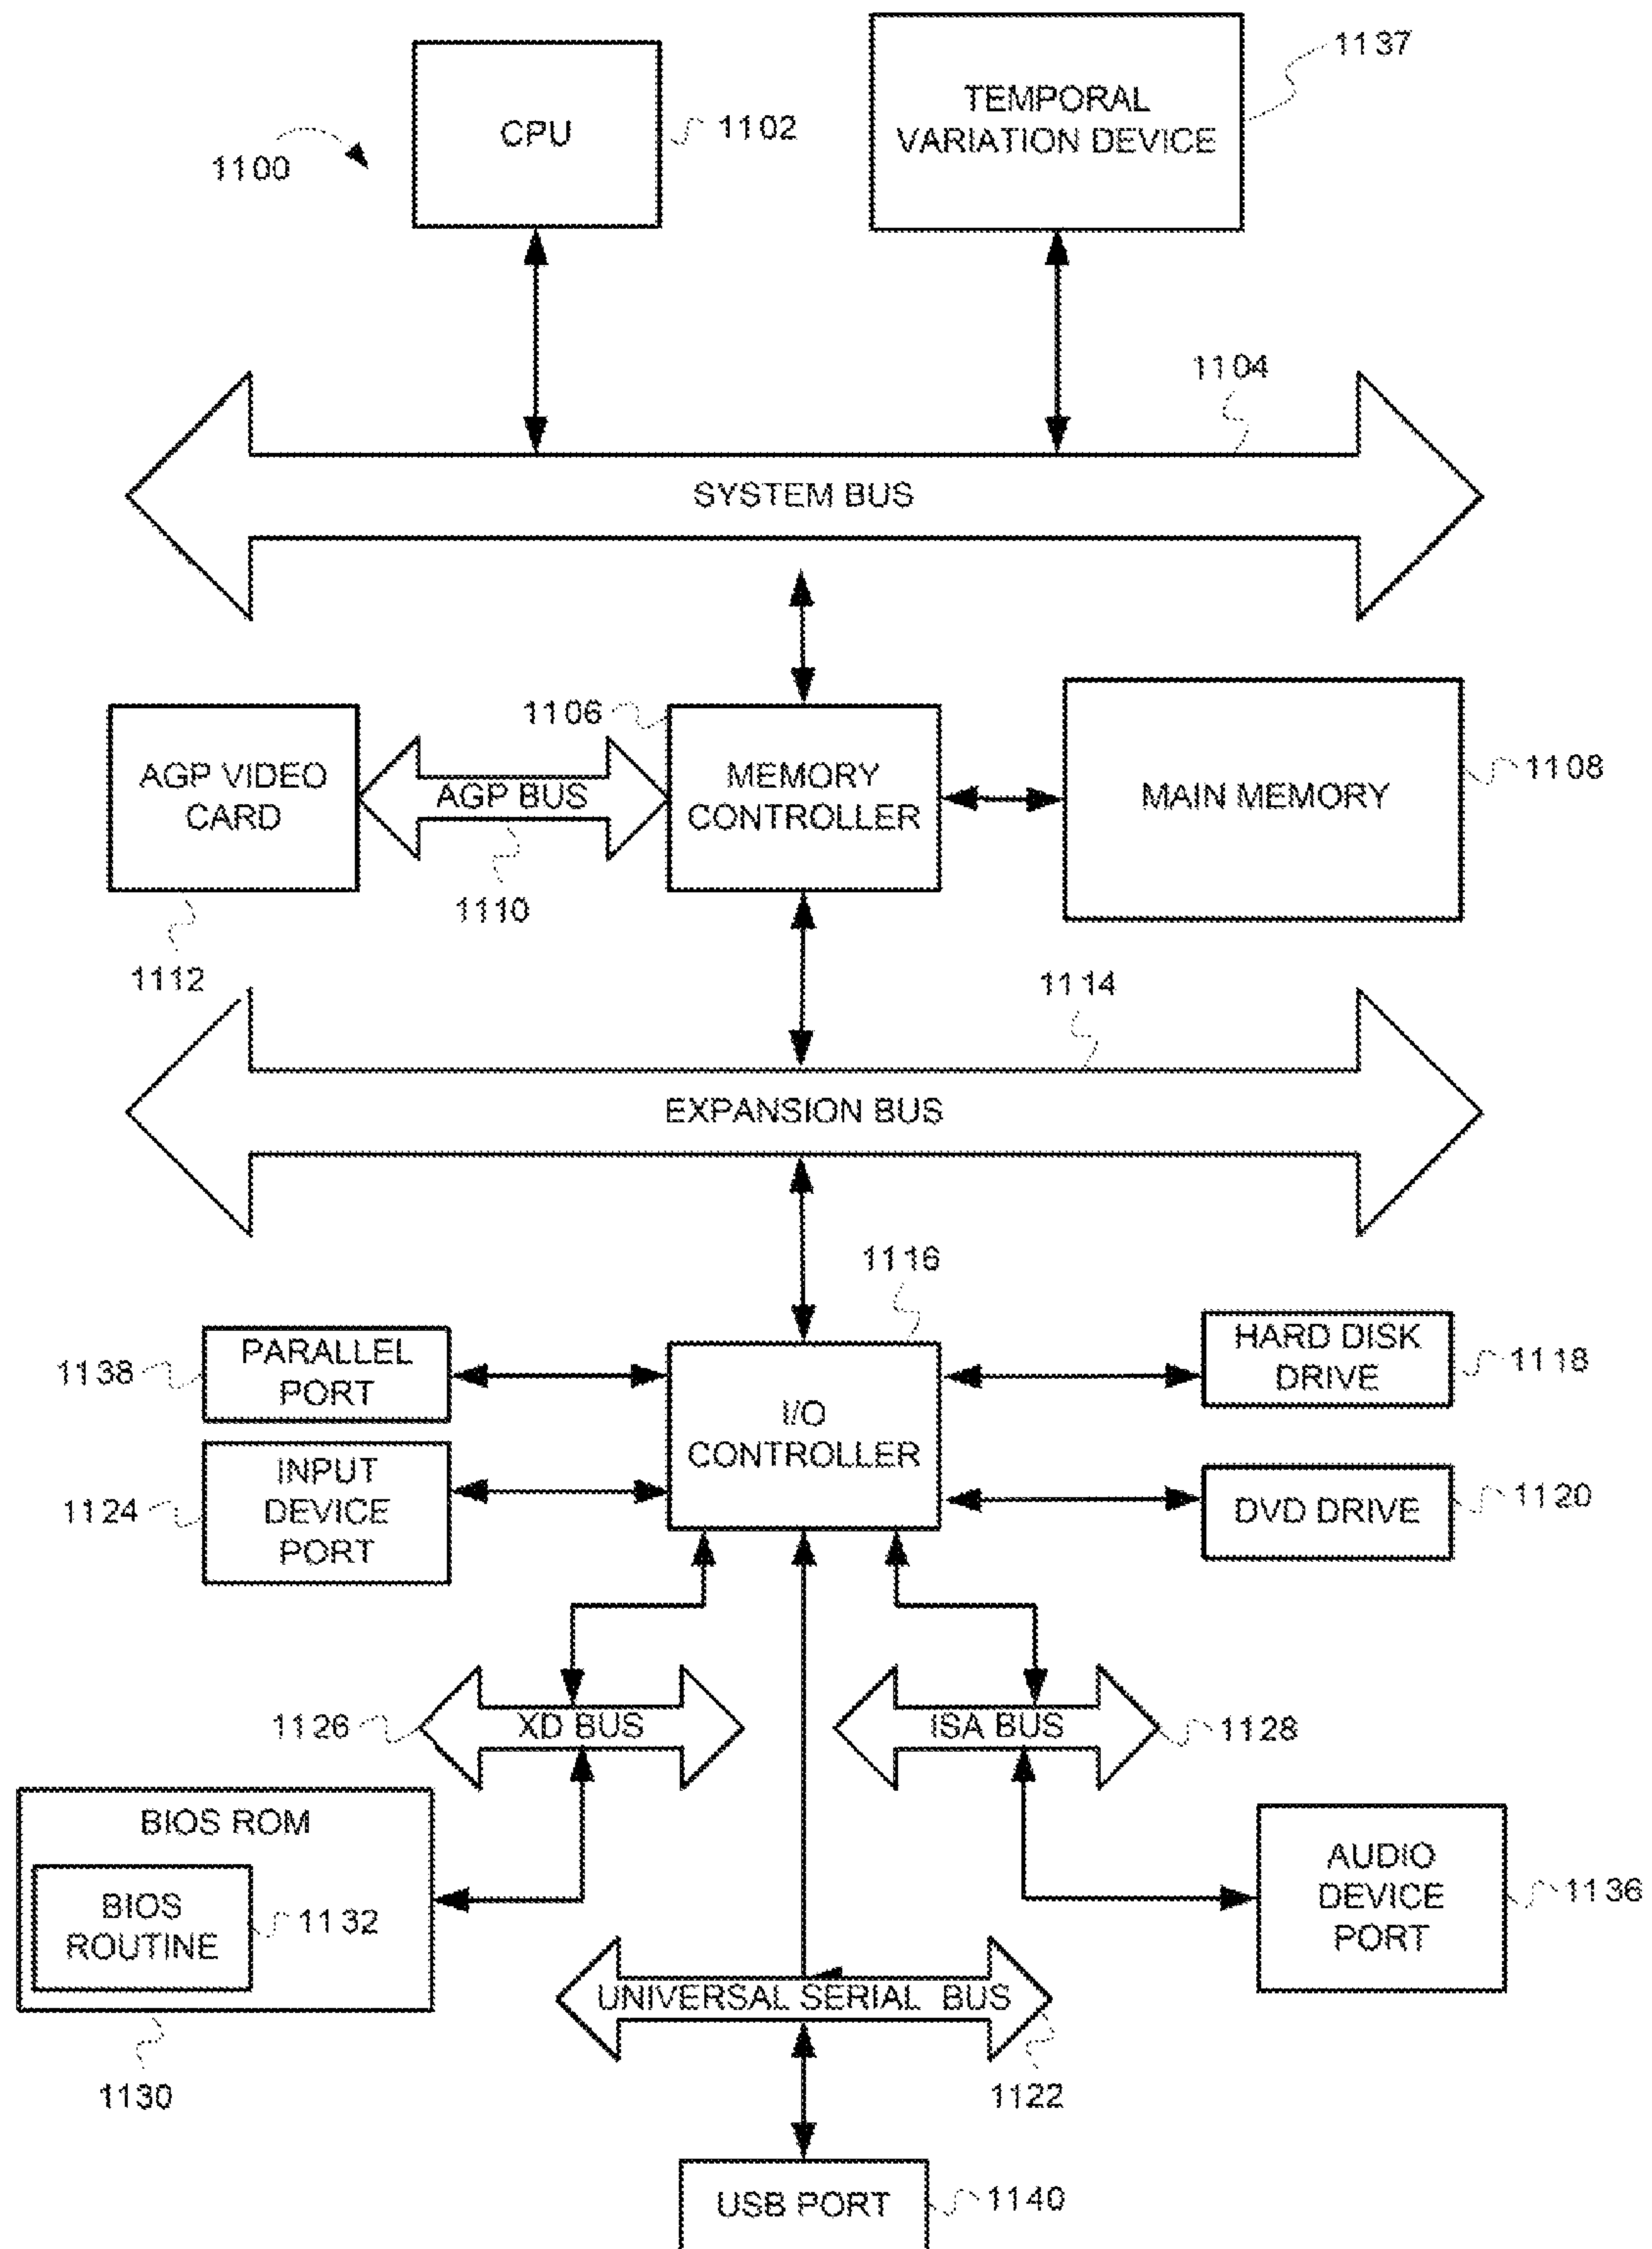 1137
TEMPORAL
VARIATION DEVICE
CPU
1102
1100
1104
SYSTEM BUS
1106
AGP VIDEO
CARD
AGP BUS
MEMORY
CONTROLLER
MAIN MEMORY
1108
1110
1112
1114
EXPANSION BUS
1116
1138
PARALLEL
PORT
I/O
CONTROLLER
HARD DISK
DRIVE
1118
1124
INPUT
DEVICE
PORT
DVD DRIVE
1120
1126
XD BUS
ISA BUS
1128
BIOS ROM
BIOS
ROUTINE
1132
AUDIO
DEVICE
PORT
1136
UNIVERSAL SERIAL BUS
1130
1122
USB PORT
1140